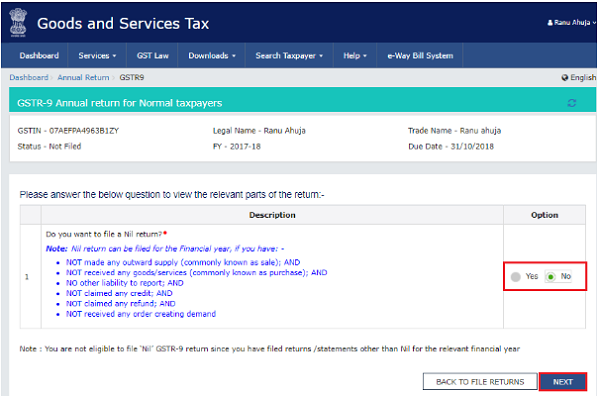 Goods and Services Tax
Ranu Ahuja
Dashboard Services GST Law Downloads Search Taxpayer Help e-Way Bill System
Dashboard Annual Return GSTR9 English
GSTR-9 Annual return for Normal taxpayers
GSTIN - 07AEFPA4963B1ZY Legal Name - Ranu Ahuja Trade Name - Ranu ahuja
Status - Not Filed FY - 2017-18 Due Date - 31/10/2018
Please answer the below question to view the relevant parts of the return:-
Description Option
Do you want to file a Nil return?*
Note: Nil return can be filed for the Financial year, if you have: -
• NOT made any outward supply (commonly known as sale); AND
• NOT received any goods/services (commonly known as purchase); AND
• NO other liability to report; AND
1 Yes No
• NOT claimed any credit; AND
• NOT claimed any refund; AND
• NOT received any order creating demand
Note : You are not eligible to file 'Nil' GSTR-9 return since you have filed returns /statements other than Nil for the relevant financial year
BACK TO FILE RETURNS NEXT